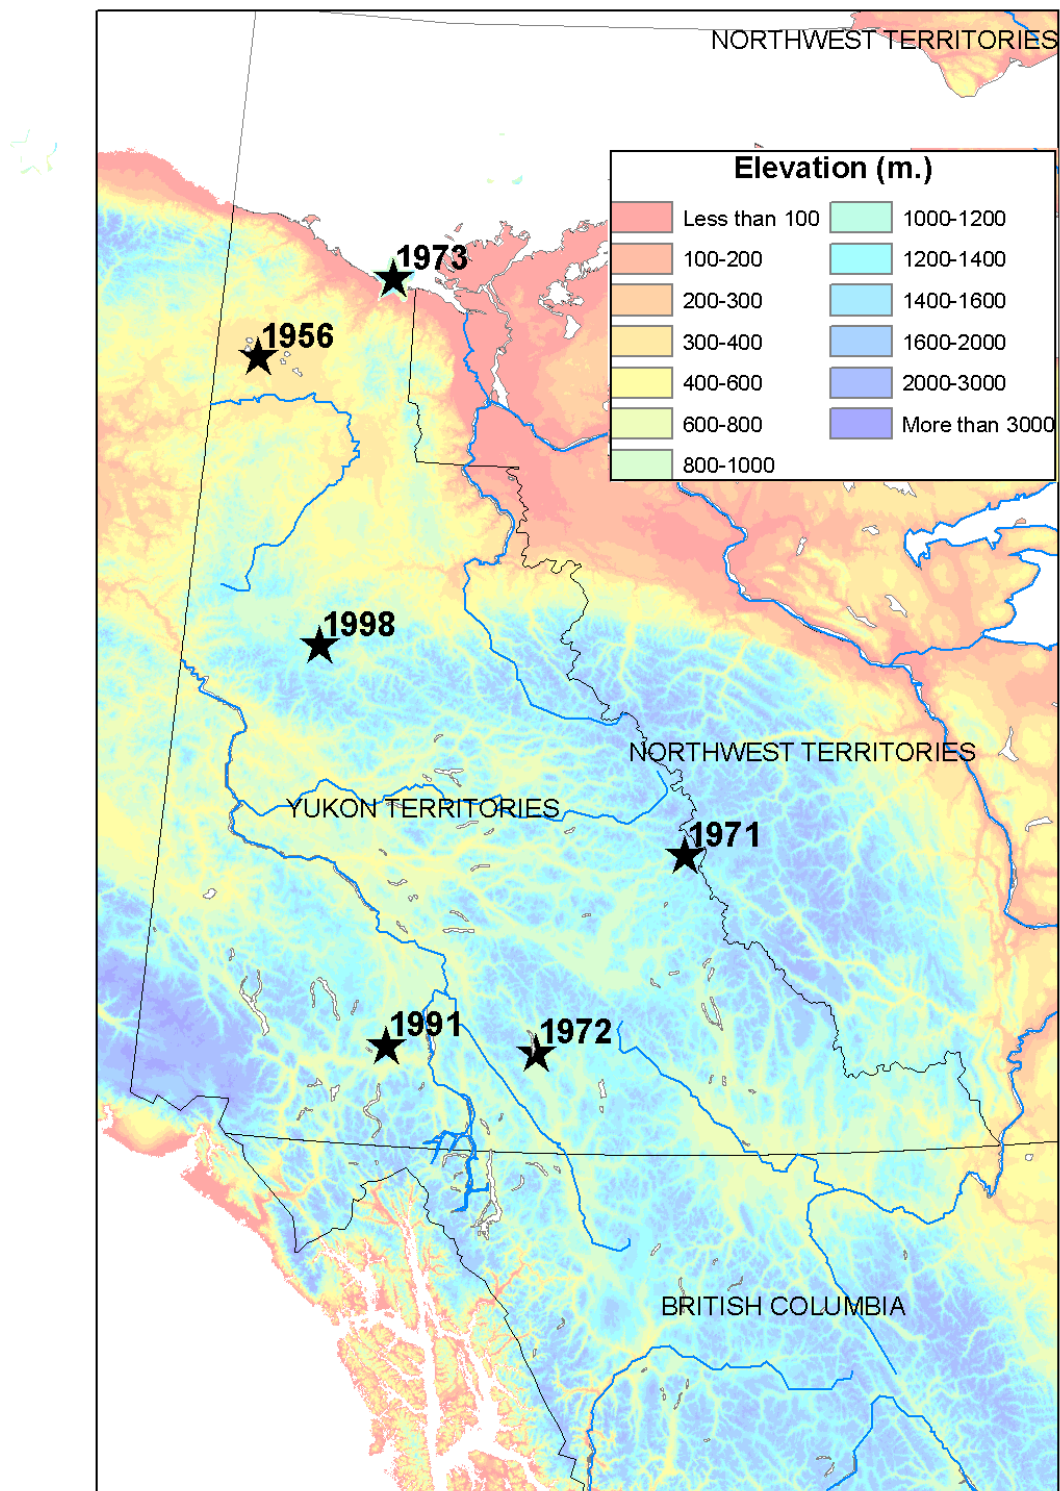 NORTHWEST TERRITORIES
Elevation (m.)
Less than 100
100-200
200-300
300-400
400-600
600-800
800-1000
1000-1200
1200-1400
1400-1600
1600-2000
2000-3000
More than 3000
1973
1956
1998
NORTHWEST TERRITORIES
YUKON TERRITORIES
1971
1991
1972
BRITISH COLUMBIA